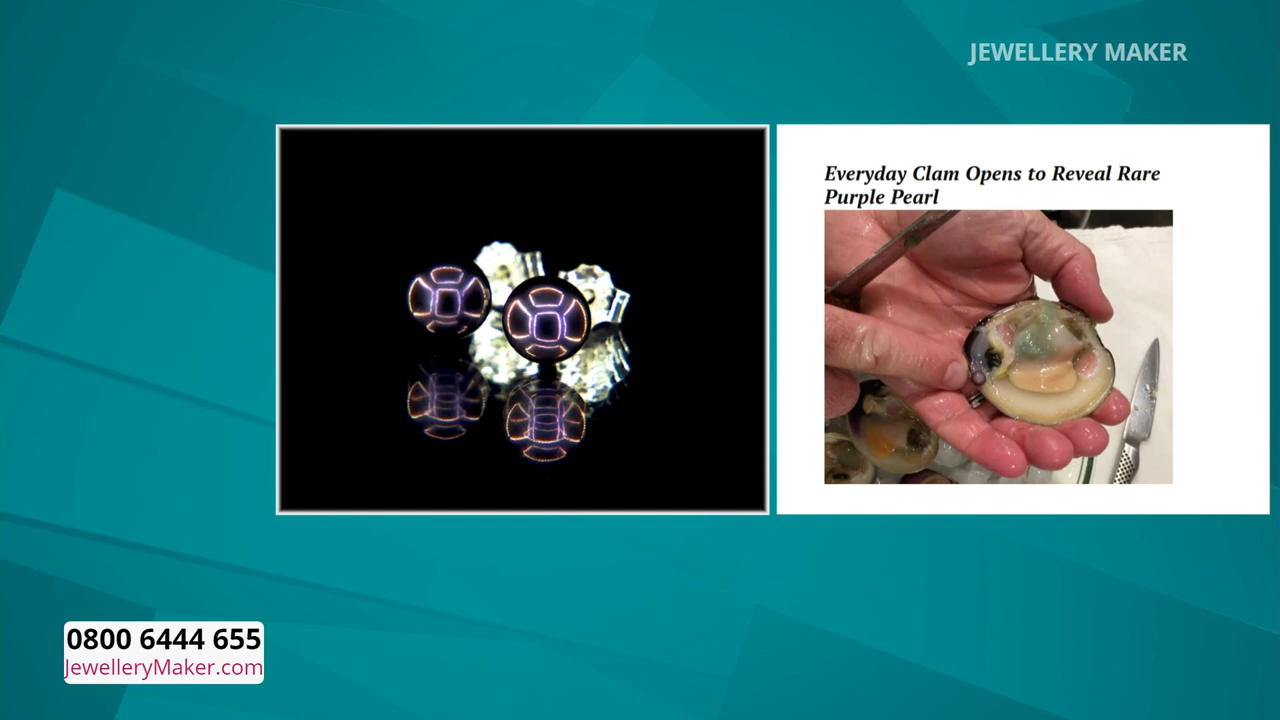 JEWELLERY MAKER
Everyday Clam Opens to Reveal Rare
Purple Pearl
0800 6444 655
JewelleryMaker.com